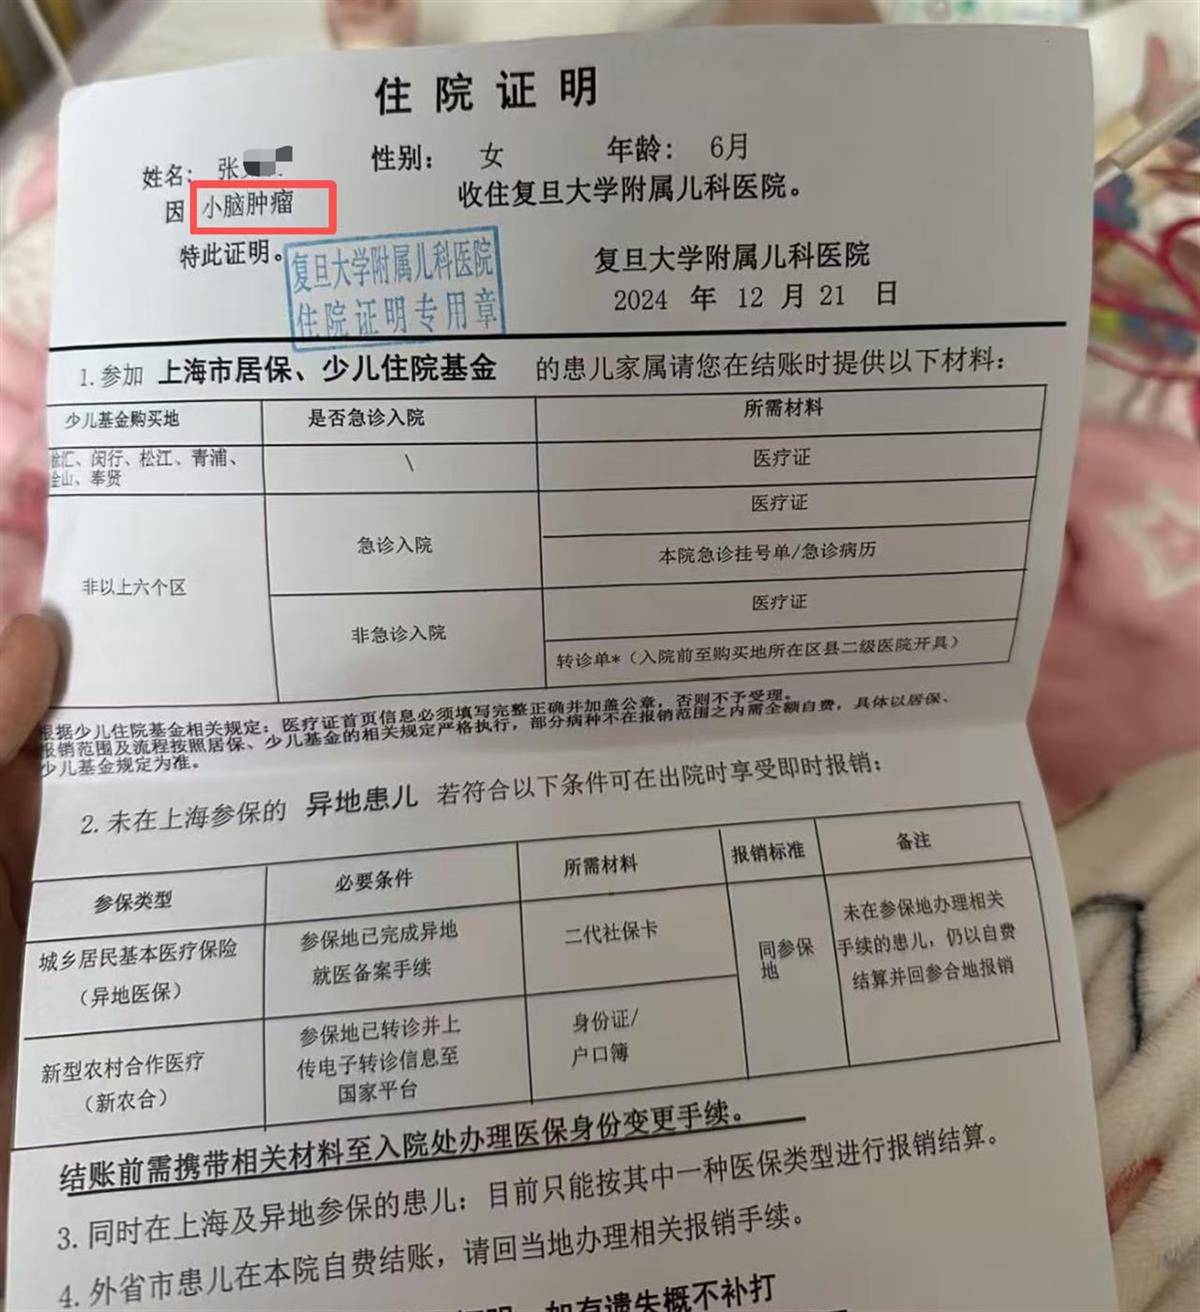 住院证明
姓名: 张 性别: 女 年龄: 6月
因 小脑肿瘤 收住复旦大学附属儿科医院。
特此证明。
复旦大学附属儿科医院
住院证明专用章
复旦大学附属儿科医院
2024 年 12 月 21 日
1.参加 上海市居保、少儿住院基金 的患儿家属请您在结账时提供以下材料:
少儿基金购买地 是否急诊入院 所需材料
徐汇、闵行、松江、青浦、
金山、奉贤
\
医疗证
非以上六个区
急诊入院
医疗证
本院急诊挂号单/急诊病历
非急诊入院
医疗证
转诊单*(入院前至购买地所在区县二级医院开具)
根据少儿住院基金相关规定: 医疗证首页信息必须填写完整正确并加盖公章,否则不予受理。
报销范围及流程按照居保、少儿基金的相关规定严格执行,部分病种不在报销范围之内需全额自费,具体以居保、
少儿基金规定为准。
2.未在上海参保的 异地患儿 若符合以下条件可在出院时享受即时报销:
参保类型 必要条件 所需材料 报销标准 备注
城乡居民基本医疗保险
(异地医保)
参保地已完成异地
就医备案手续
二代社保卡
同参保
地
未在参保地办理相关
手续的患儿,仍以自费
结算并回参合地报销
新型农村合作医疗
(新农合)
参保地已转诊并上
传电子转诊信息至
国家平台
身份证/
户口簿
结账前需携带相关材料至入院处办理医保身份变更手续。
3.同时在上海及异地参保的患儿: 目前只能按其中一种医保类型进行报销结算。
4.外省市患儿在本院自费结账,请回当地办理相关报销手续。
如有遗失概不补打